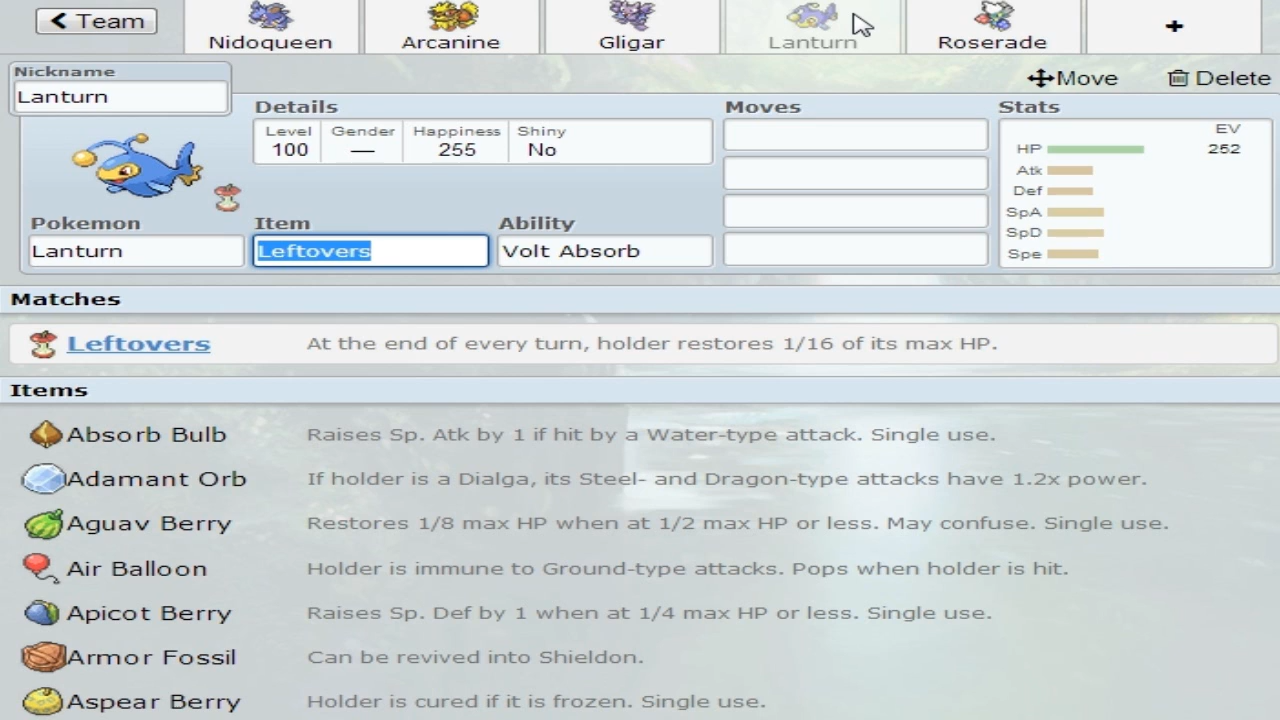 Team
Nidoqueen
Arcanine
Gligar
Lanturn
Roserade
+
Move
Delete
Nickname
Lanturn
Details
Level
Gender
Happiness
Shiny
100
—
255
No
Pokemon
Lanturn
Item
Leftovers
Ability
Volt Absorb
Moves
Stats
EV
HP 252
Atk
Def
SpA
SpD
Spe
Matches
Leftovers At the end of every turn, holder restores 1/16 of its max HP.
Items
Absorb Bulb Raises Sp. Atk by 1 if hit by a Water-type attack. Single use.
Adamant Orb If holder is a Dialga, its Steel- and Dragon-type attacks have 1.2x power.
Aguav Berry Restores 1/8 max HP when at 1/2 max HP or less. May confuse. Single use.
Air Balloon Holder is immune to Ground-type attacks. Pops when holder is hit.
Apicot Berry Raises Sp. Def by 1 when at 1/4 max HP or less. Single use.
Armor Fossil Can be revived into Shieldon.
Aspear Berry Holder is cured if it is frozen. Single use.